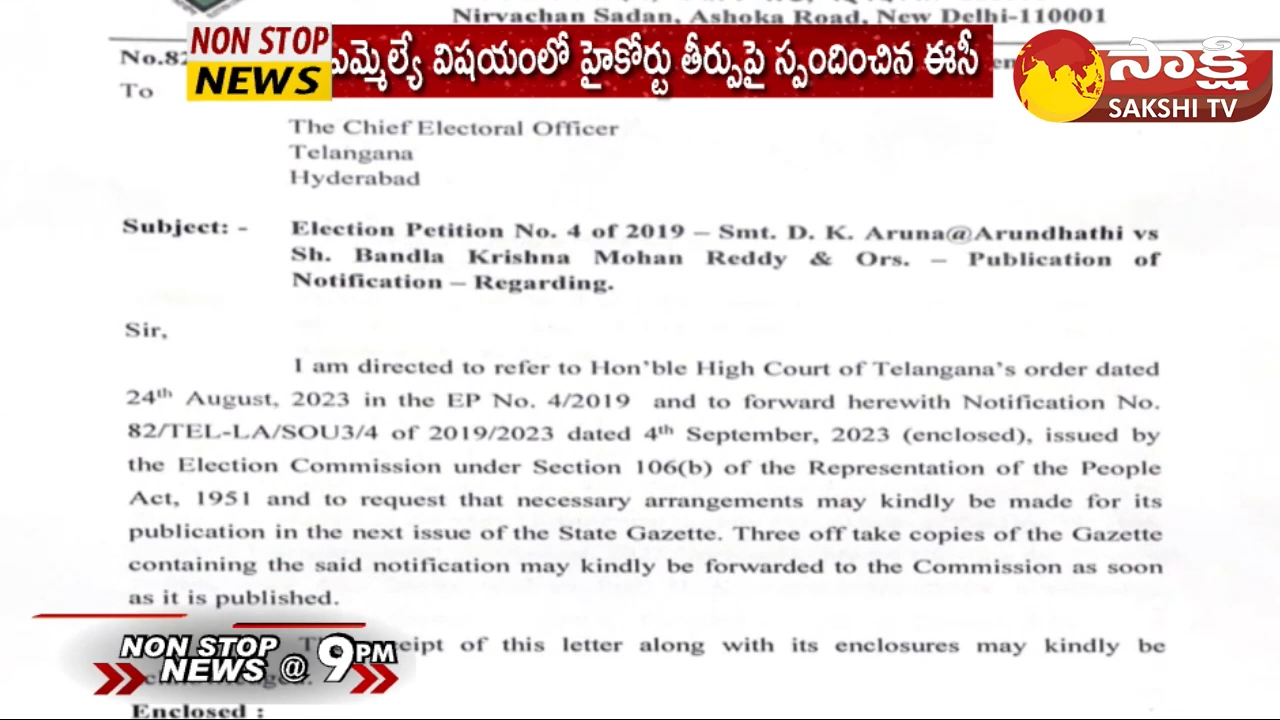 Nirvachan Sadan, Ashoka Road, New Delhi-110001
No.82
NON STOP
NEWS
ఎమ్మెల్యే విషయంలో హైకోర్టు తీర్పుపై స్పందించిన ఈసీ
సాక్షి
SAKSHI TV
To
The Chief Electoral Officer
Telangana
Hyderabad
Subject: - Election Petition No. 4 of 2019 – Smt. D. K. Aruna@Arundhathi vs
Sh. Bandla Krishna Mohan Reddy & Ors. – Publication of
Notification – Regarding.
Sir,
I am directed to refer to Hon'ble High Court of Telangana's order dated
24th August, 2023 in the EP No. 4/2019 and to forward herewith Notification No.
82/TEL-LA/SOU3/4 of 2019/2023 dated 4th September, 2023 (enclosed), issued by
the Election Commission under Section 106(b) of the Representation of the People
Act, 1951 and to request that necessary arrangements may kindly be made for its
publication in the next issue of the State Gazette. Three off take copies of the Gazette
containing the said notification may kindly be forwarded to the Commission as soon
as it is published.
of this letter along with its enclosures may kindly be
NON STOP
NEWS @ 9PM
Enclosed :